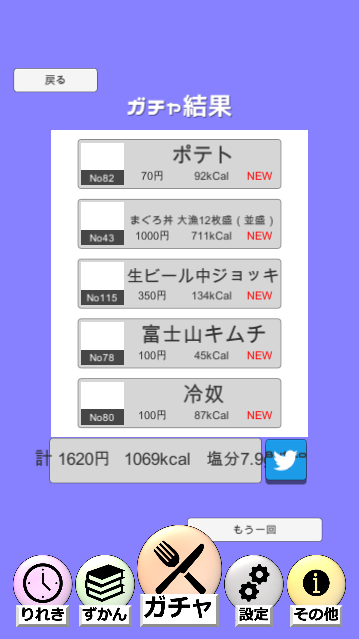 戻る
ガチャ結果
ポテト
No82 70円 92kCal NEW
まぐろ丼 大漁12枚盛(並盛)
No43 1000円 711kCal NEW
生ビール中ジョッキ
No115 350円 134kCal NEW
富士山キムチ
No78 100円 45kCal NEW
冷奴
No80 100円 87kCal NEW
計 1620円 1069kcal 塩分7.9g
もう一回
りれき ずかん ガチャ 設定 その他